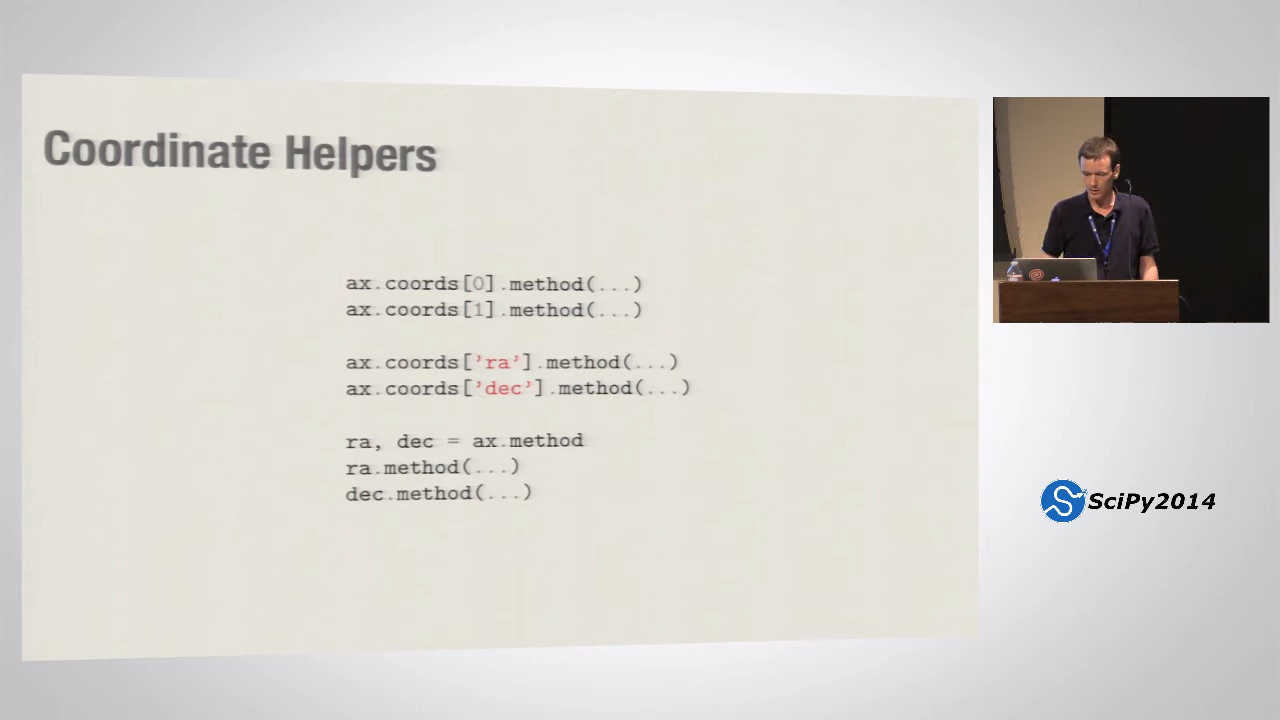 Coordinate Helpers
ax.coords[0].method(...)
ax.coords[1].method(...)
ax.coords['ra'].method(...)
ax.coords['dec'].method(...)
ra, dec = ax.method
ra.method(...)
dec.method(...)
SciPy2014